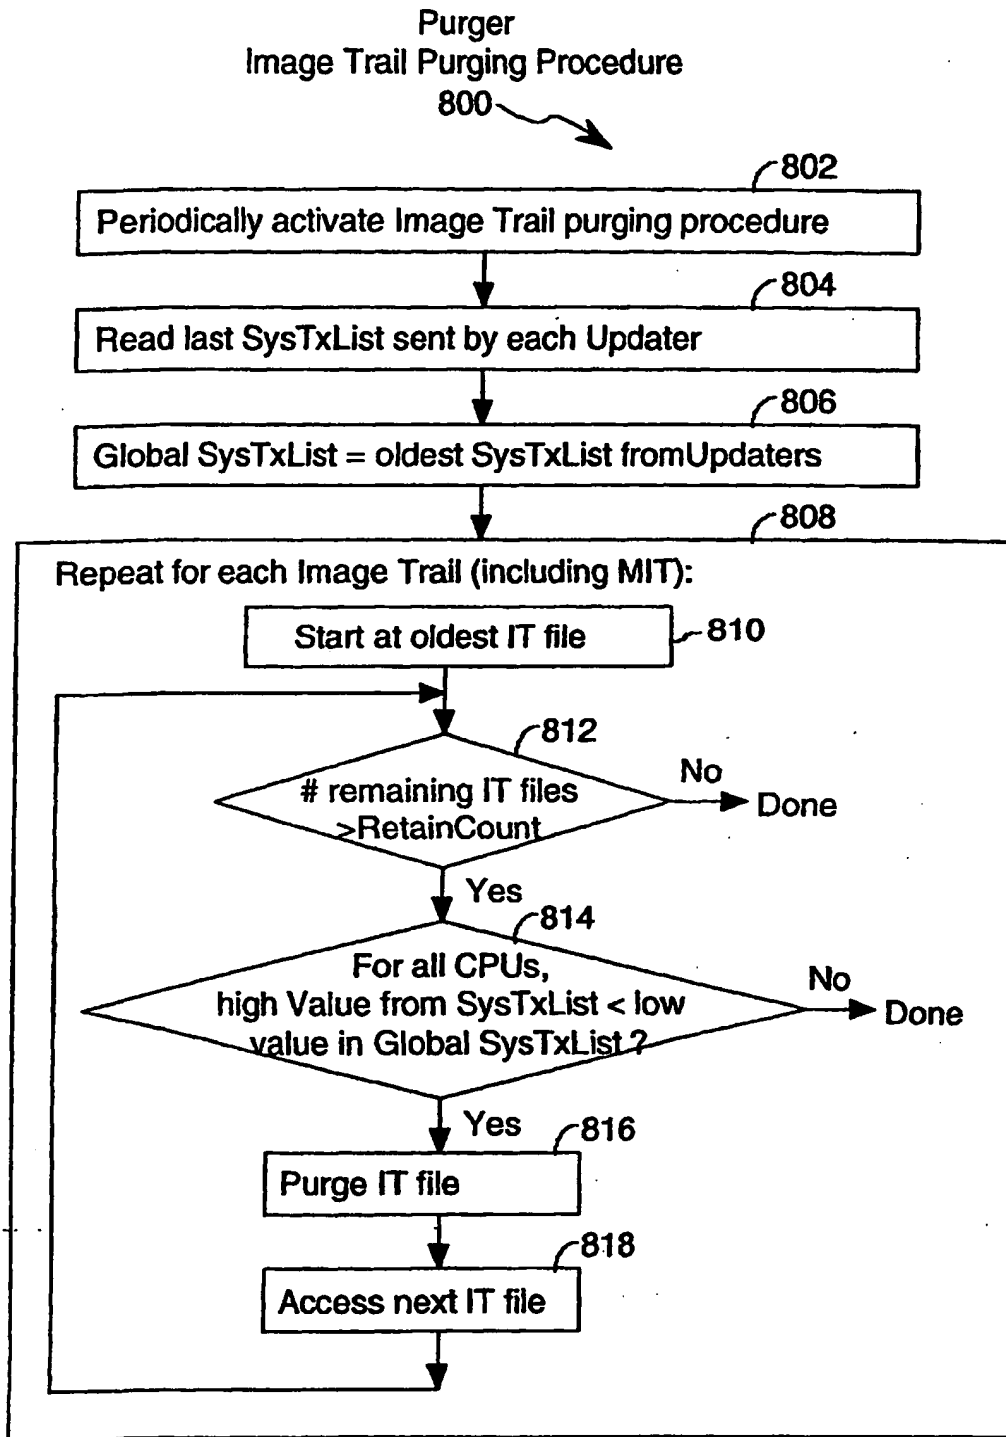 Purger
Image Trail Purging Procedure
800
802
Periodically activate Image Trail purging procedure
804
Read last SysTxList sent by each Updater
806
Global SysTxList = oldest SysTxList fromUpdaters
808
Repeat for each Image Trail (including MIT):
Start at oldest IT file
810
812
# remaining IT files
>RetainCount
No
Done
Yes
814
For all CPUs,
high Value from SysTxList < low
value in Global SysTxList ?
No
Done
Yes
816
Purge IT file
818
Access next IT file